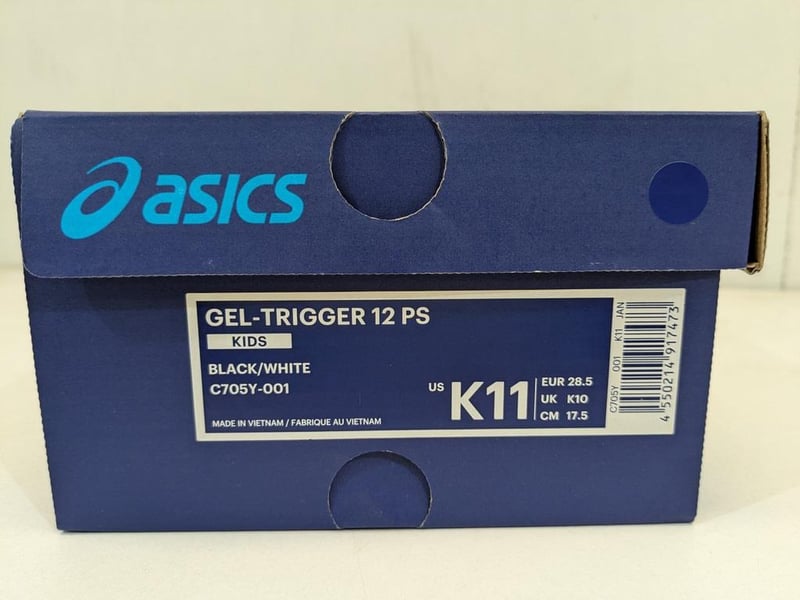 asics
GEL-TRIGGER 12 PS
KIDS
BLACK/WHITE
C705Y-001
MADE IN VIETNAM / FABRIQUE AU VIETNAM
US K11
EUR 28.5
UK K10
CM 17.5
C705Y 001 K11 JAN
4 550214 917473